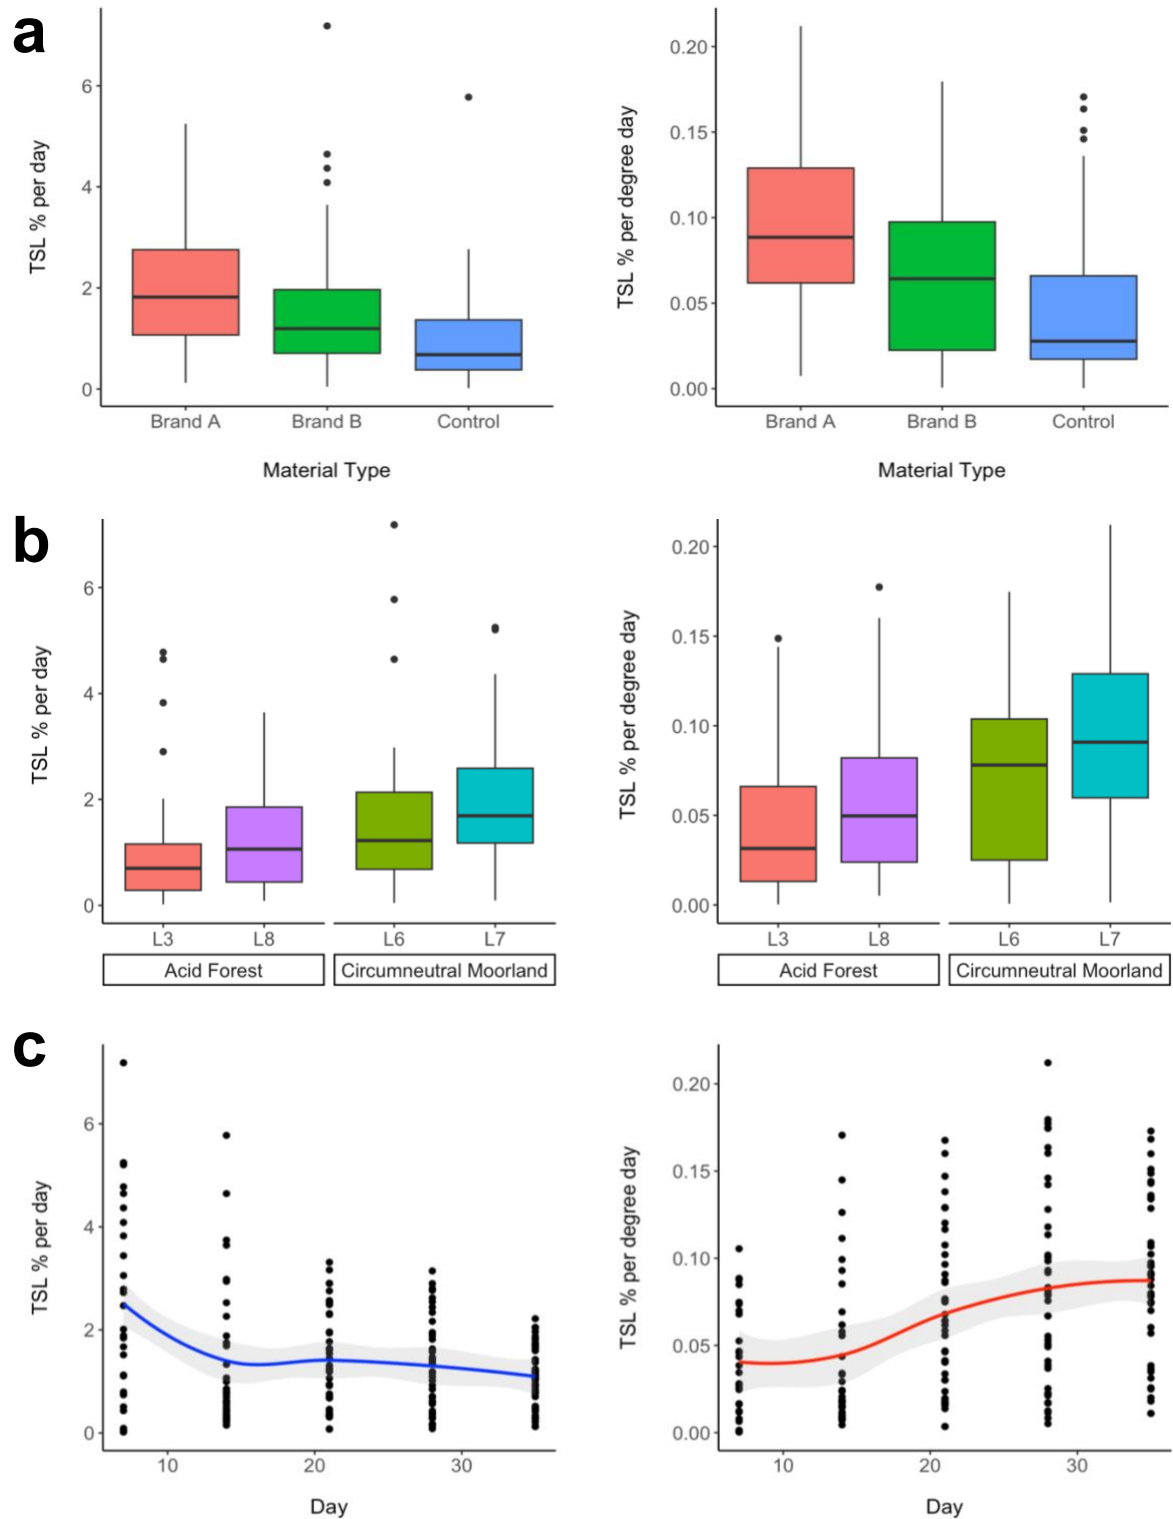 a
TSL % per day
6
4
2
0
Brand A Brand B Control
Material Type
TSL % per degree day
0.20
0.15
0.10
0.05
0.00
Brand A Brand B Control
Material Type
b
TSL % per day
6
4
2
0
L3 L8 L6 L7
Acid Forest Circumneutral Moorland
TSL % per degree day
0.20
0.15
0.10
0.05
0.00
L3 L8 L6 L7
Acid Forest Circumneutral Moorland
c
TSL % per day
6
4
2
0
10 20 30
Day
TSL % per degree day
0.20
0.15
0.10
0.05
0.00
10 20 30
Day